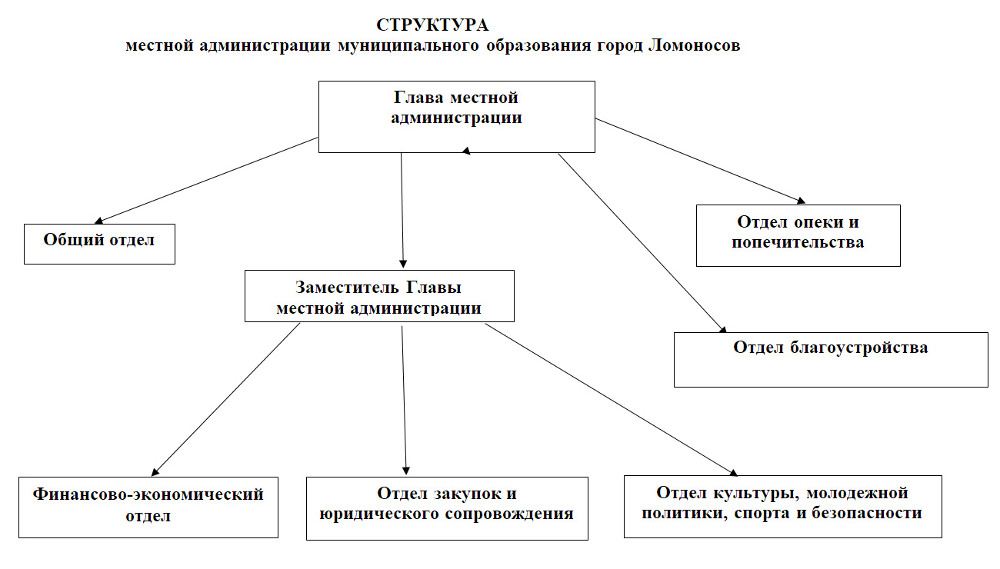 СТРУКТУРА
местной администрации муниципального образования город Ломоносов
Глава местной
администрации
Общий отдел
Отдел опеки и
попечительства
Заместитель Главы
местной администрации
Отдел благоустройства
Финансово-экономический
отдел
Отдел закупок и
юридического сопровождения
Отдел культуры, молодежной
политики, спорта и безопасности